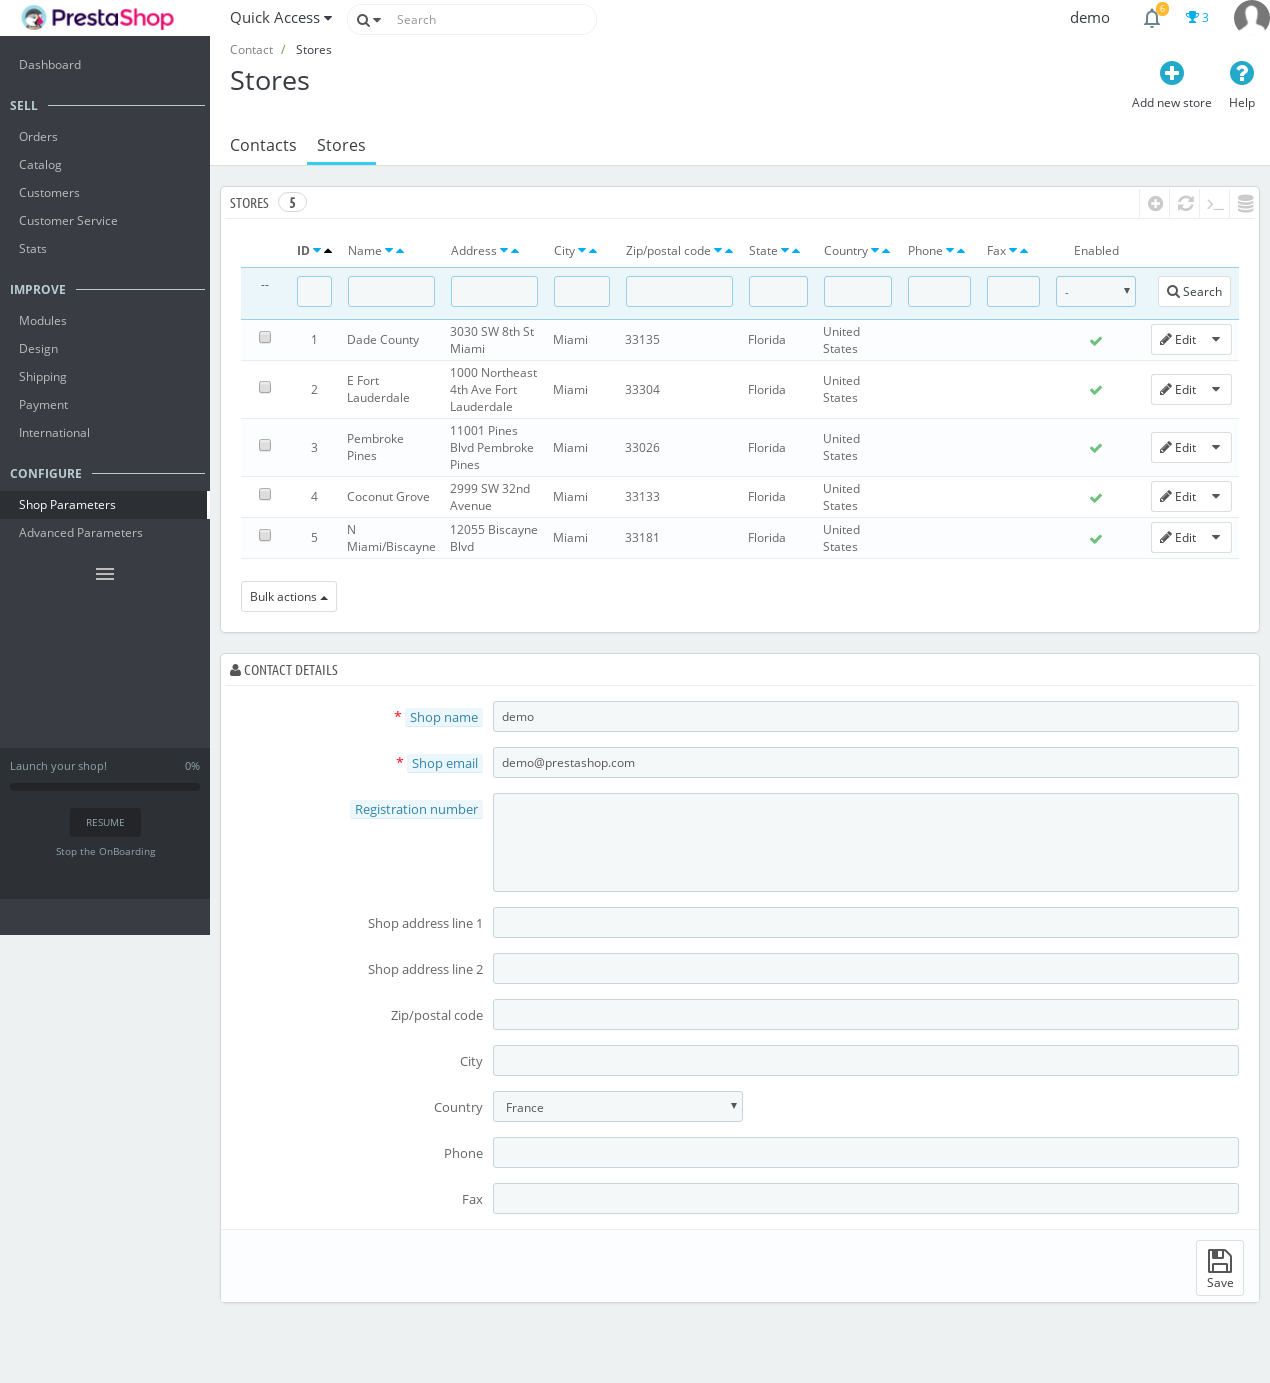 PrestaShop
Quick Access
Search
demo
6
3
Contact / Stores
Stores
Add new store
Help
Contacts
Stores
Dashboard
SELL
Orders
Catalog
Customers
Customer Service
Stats
IMPROVE
Modules
Design
Shipping
Payment
International
CONFIGURE
Shop Parameters
Advanced Parameters
Launch your shop! 0%
RESUME
Stop the OnBoarding
STORES 5
ID Name Address City Zip/postal code State Country Phone Fax Enabled
-- - Search
1 Dade County 3030 SW 8th St Miami Miami 33135 Florida United States Edit
2 E Fort Lauderdale 1000 Northeast 4th Ave Fort Lauderdale Miami 33304 Florida United States Edit
3 Pembroke Pines 11001 Pines Blvd Pembroke Pines Miami 33026 Florida United States Edit
4 Coconut Grove 2999 SW 32nd Avenue Miami 33133 Florida United States Edit
5 N Miami/Biscayne 12055 Biscayne Blvd Miami 33181 Florida United States Edit
Bulk actions
CONTACT DETAILS
* Shop name demo
* Shop email demo@prestashop.com
Registration number
Shop address line 1
Shop address line 2
Zip/postal code
City
Country France
Phone
Fax
Save